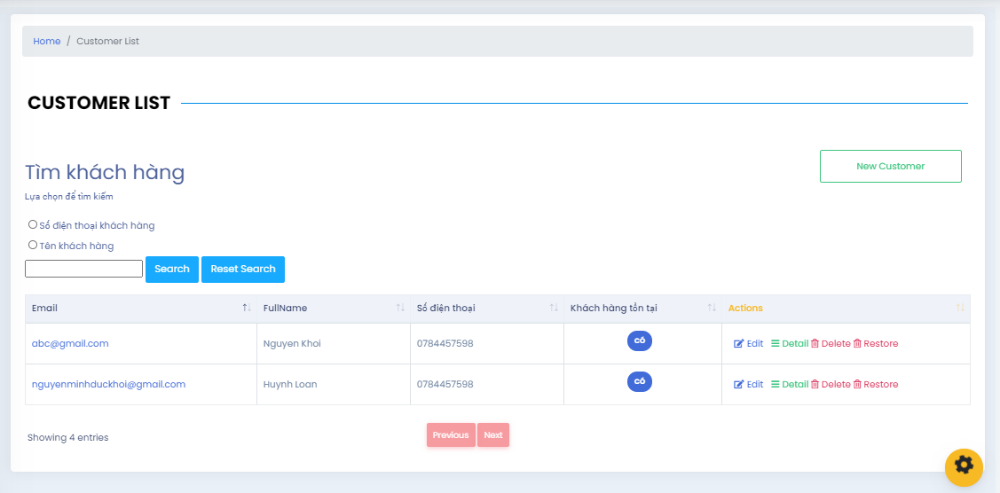 Home / Customer List
CUSTOMER LIST
Tìm khách hàng
New Customer
Lựa chọn để tìm kiếm
Số điện thoại khách hàng
Tên khách hàng
Search Reset Search
Email FullName Số điện thoại Khách hàng tồn tại Actions
abc@gmail.com Nguyen Khoi 0784457598 có Edit Detail Delete Restore
nguyenminhduckhoi@gmail.com Huynh Loan 0784457598 có Edit Detail Delete Restore
Showing 4 entries Previous Next